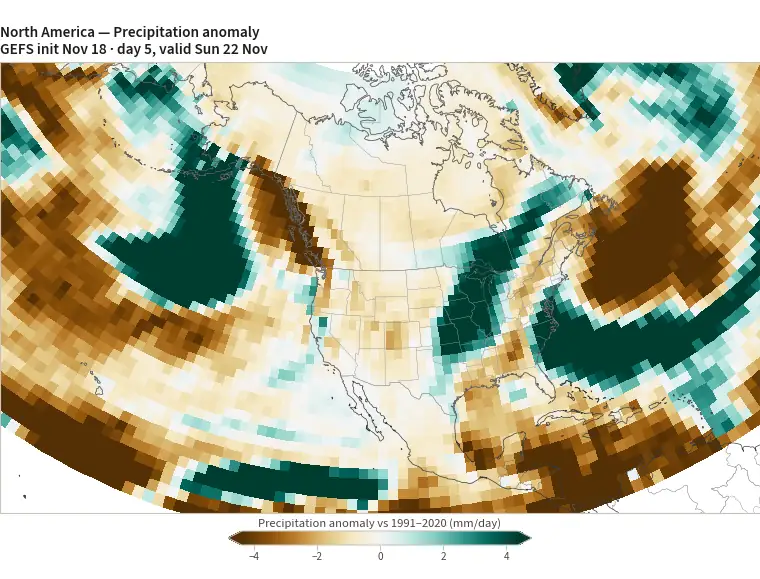 North America — Precipitation anomaly
GEFS init Nov 18 · day 5, valid Sun 22 Nov
Precipitation anomaly vs 1991–2020 (mm/day)
−4 −2 0 2 4